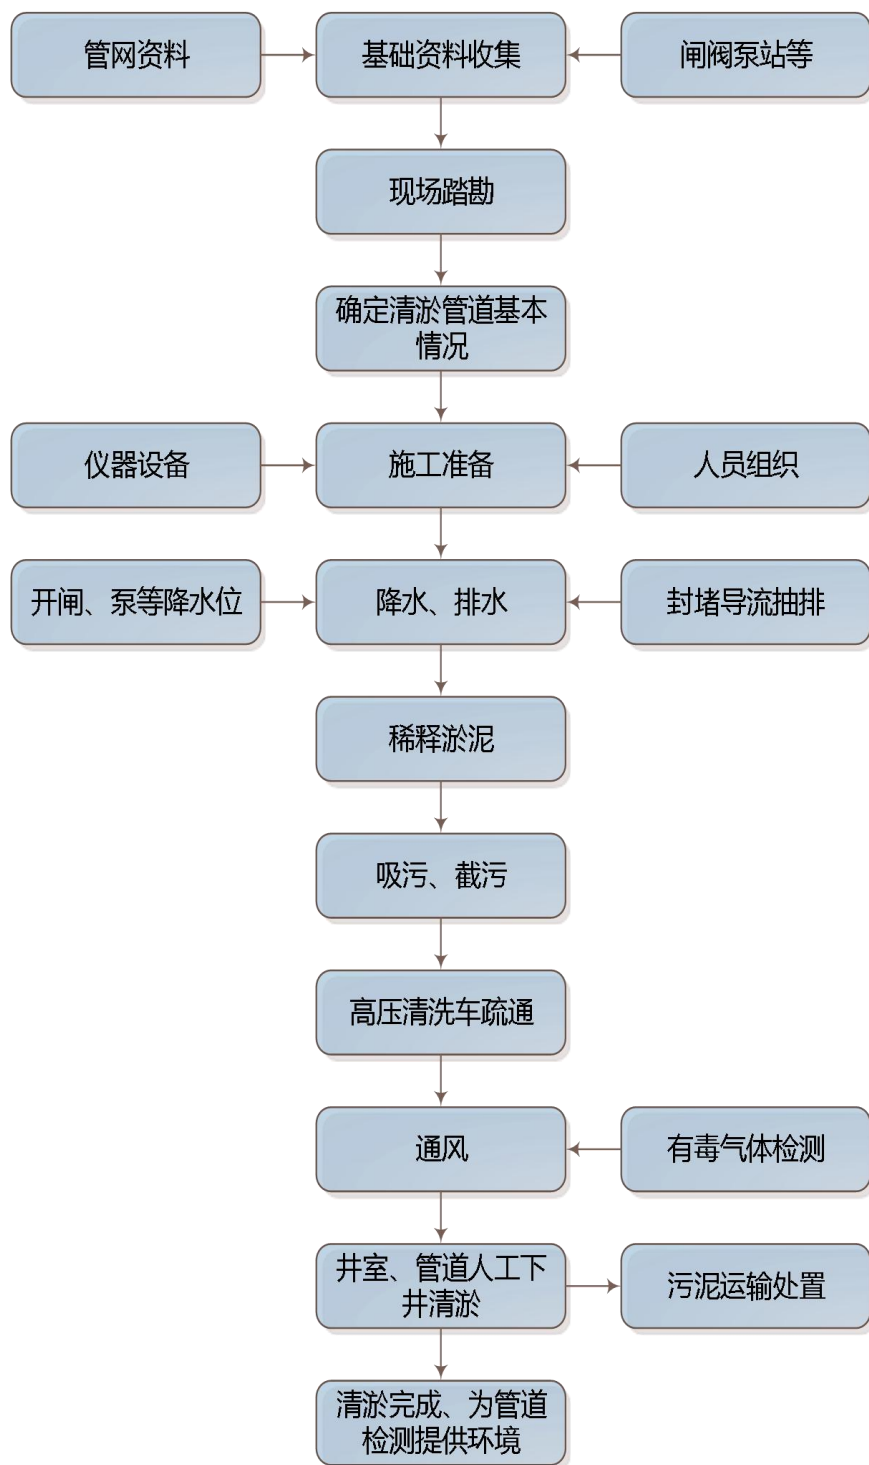 管网资料
基础资料收集
闸阀泵站等
现场踏勘
确定清淤管道基本
情况
仪器设备
施工准备
人员组织
开闸、泵等降水位
降水、排水
封堵导流抽排
稀释淤泥
吸污、截污
高压清洗车疏通
通风
有毒气体检测
井室、管道人工下
井清淤
污泥运输处置
清淤完成、为管道
检测提供环境